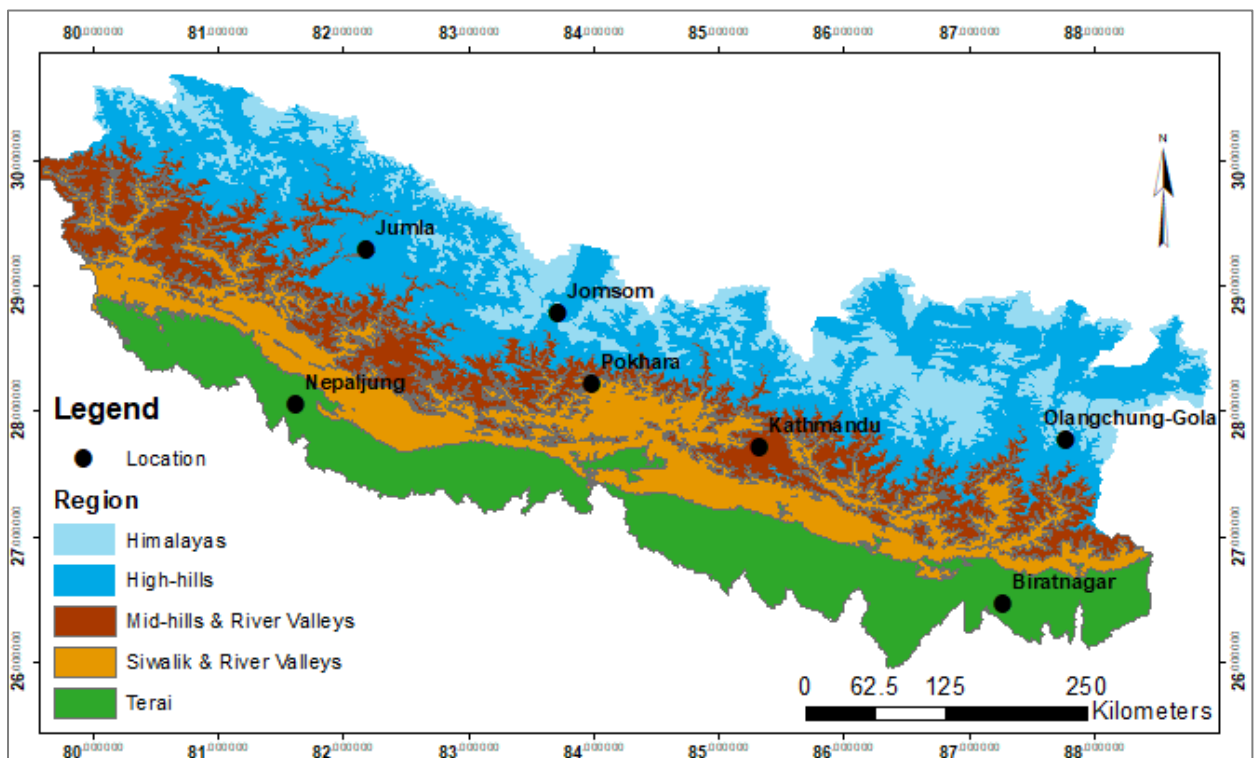 80.000000 81.000000 82.000000 83.000000 84.000000 85.000000 86.000000 87.000000 88.000000
N
30.000000 30.000000
Jumla
29.000000 29.000000
Jomsom
Pokhara
Nepaljung
28.000000 28.000000
Olangchung-Gola
Kathmandu
Legend
Location
27.000000 27.000000
Region
Himalayas
High-hills
Biratnagar
Mid-hills & River Valleys
Siwalik & River Valleys
26.000000 26.000000
Terai
0 62.5 125 250
Kilometers
80.000000 81.000000 82.000000 83.000000 84.000000 85.000000 86.000000 87.000000 88.000000